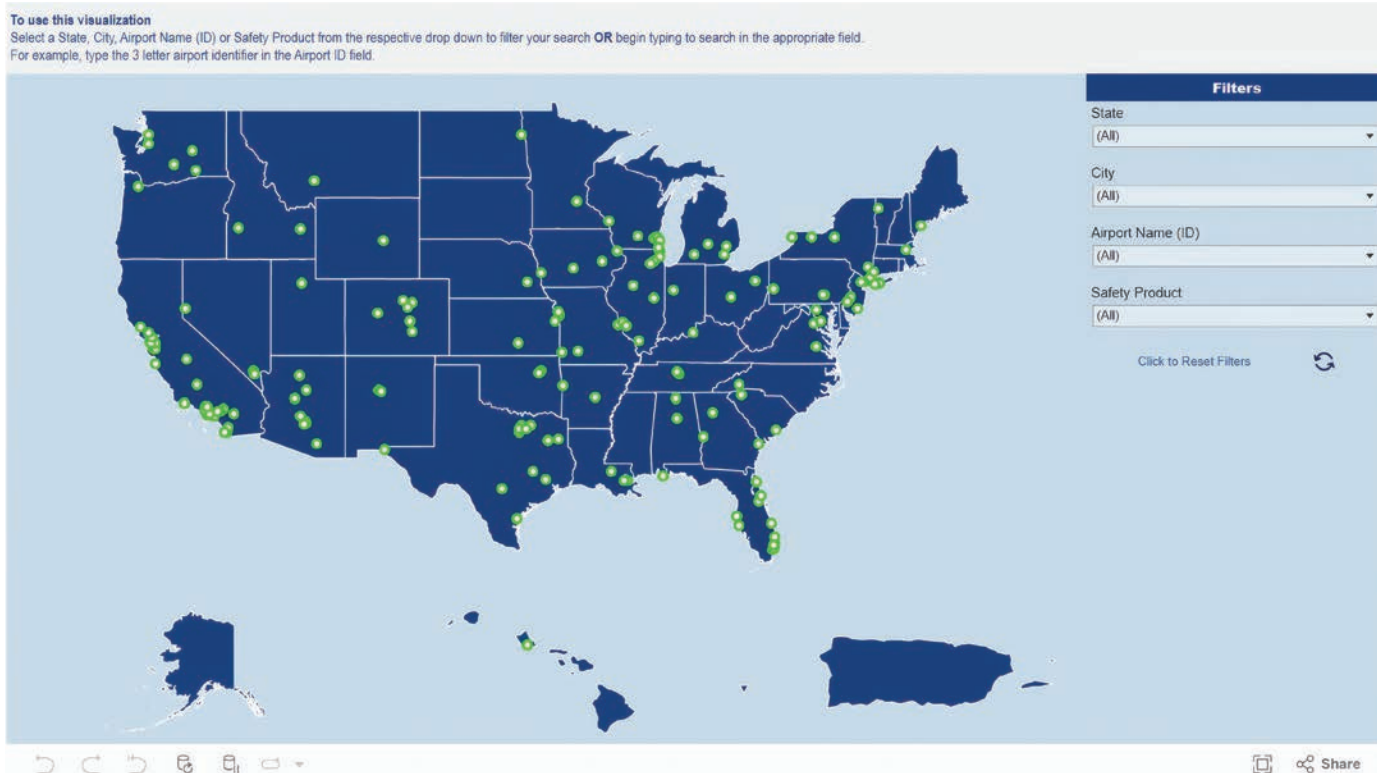 To use this visualization
Select a State, City, Airport Name (ID) or Safety Product from the respective drop down to filter your search OR begin typing to search in the appropriate field.
For example, type the 3 letter airport identifier in the Airport ID field.
Filters
State
(All)
City
(All)
Airport Name (ID)
(All)
Safety Product
(All)
Click to Reset Filters
Share